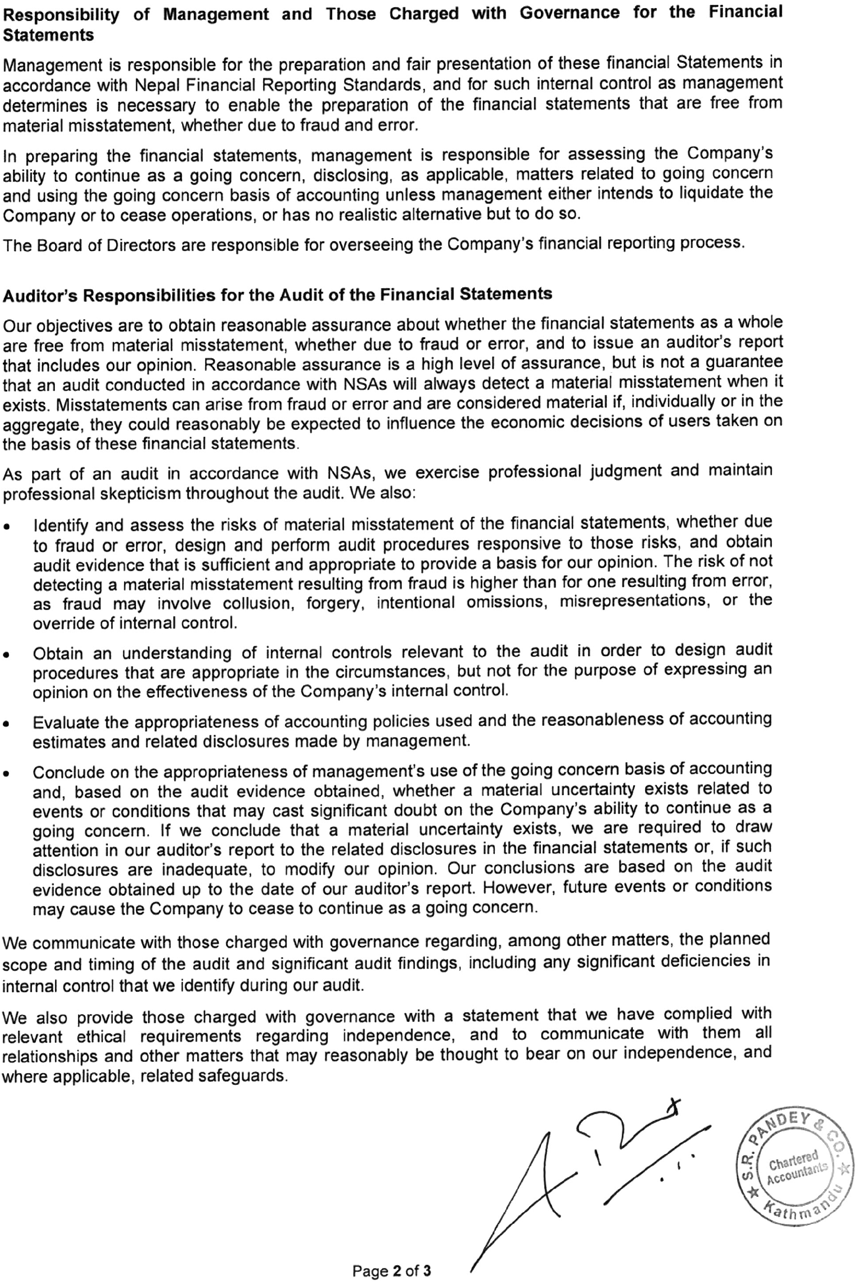 Responsibility of Management and Those Charged with Governance for the Financial
Statements
Management is responsible for the preparation and fair presentation of these financial Statements in
accordance with Nepal Financial Reporting Standards, and for such internal control as management
determines is necessary to enable the preparation of the financial statements that are free from
material misstatement, whether due to fraud and error.
In preparing the financial statements, management is responsible for assessing the Company's
ability to continue as a going concern, disclosing, as applicable, matters related to going concern
and using the going concern basis of accounting unless management either intends to liquidate the
Company or to cease operations, or has no realistic alternative but to do so.
The Board of Directors are responsible for overseeing the Company's financial reporting process.
Auditor's Responsibilities for the Audit of the Financial Statements
Our objectives are to obtain reasonable assurance about whether the financial statements as a whole
are free from material misstatement, whether due to fraud or error, and to issue an auditor's report
that includes our opinion. Reasonable assurance is a high level of assurance, but is not a guarantee
that an audit conducted in accordance with NSAs will always detect a material misstatement when it
exists. Misstatements can arise from fraud or error and are considered material if, individually or in the
aggregate, they could reasonably be expected to influence the economic decisions of users taken on
the basis of these financial statements.
As part of an audit in accordance with NSAs, we exercise professional judgment and maintain
professional skepticism throughout the audit. We also:
• Identify and assess the risks of material misstatement of the financial statements, whether due
to fraud or error, design and perform audit procedures responsive to those risks, and obtain
audit evidence that is sufficient and appropriate to provide a basis for our opinion. The risk of not
detecting a material misstatement resulting from fraud is higher than for one resulting from error,
as fraud may involve collusion, forgery, intentional omissions, misrepresentations, or the
override of internal control.
• Obtain an understanding of internal controls relevant to the audit in order to design audit
procedures that are appropriate in the circumstances, but not for the purpose of expressing an
opinion on the effectiveness of the Company's internal control.
• Evaluate the appropriateness of accounting policies used and the reasonableness of accounting
estimates and related disclosures made by management.
• Conclude on the appropriateness of management's use of the going concern basis of accounting
and, based on the audit evidence obtained, whether a material uncertainty exists related to
events or conditions that may cast significant doubt on the Company's ability to continue as a
going concern. If we conclude that a material uncertainty exists, we are required to draw
attention in our auditor's report to the related disclosures in the financial statements or, if such
disclosures are inadequate, to modify our opinion. Our conclusions are based on the audit
evidence obtained up to the date of our auditor's report. However, future events or conditions
may cause the Company to cease to continue as a going concern.
We communicate with those charged with governance regarding, among other matters, the planned
scope and timing of the audit and significant audit findings, including any significant deficiencies in
internal control that we identify during our audit.
We also provide those charged with governance with a statement that we have complied with
relevant ethical requirements regarding independence, and to communicate with them all
relationships and other matters that may reasonably be thought to bear on our independence, and
where applicable, related safeguards.
S.R. PANDEY & CO.
Chartered
Accountants
Kathmandu
Page 2 of 3